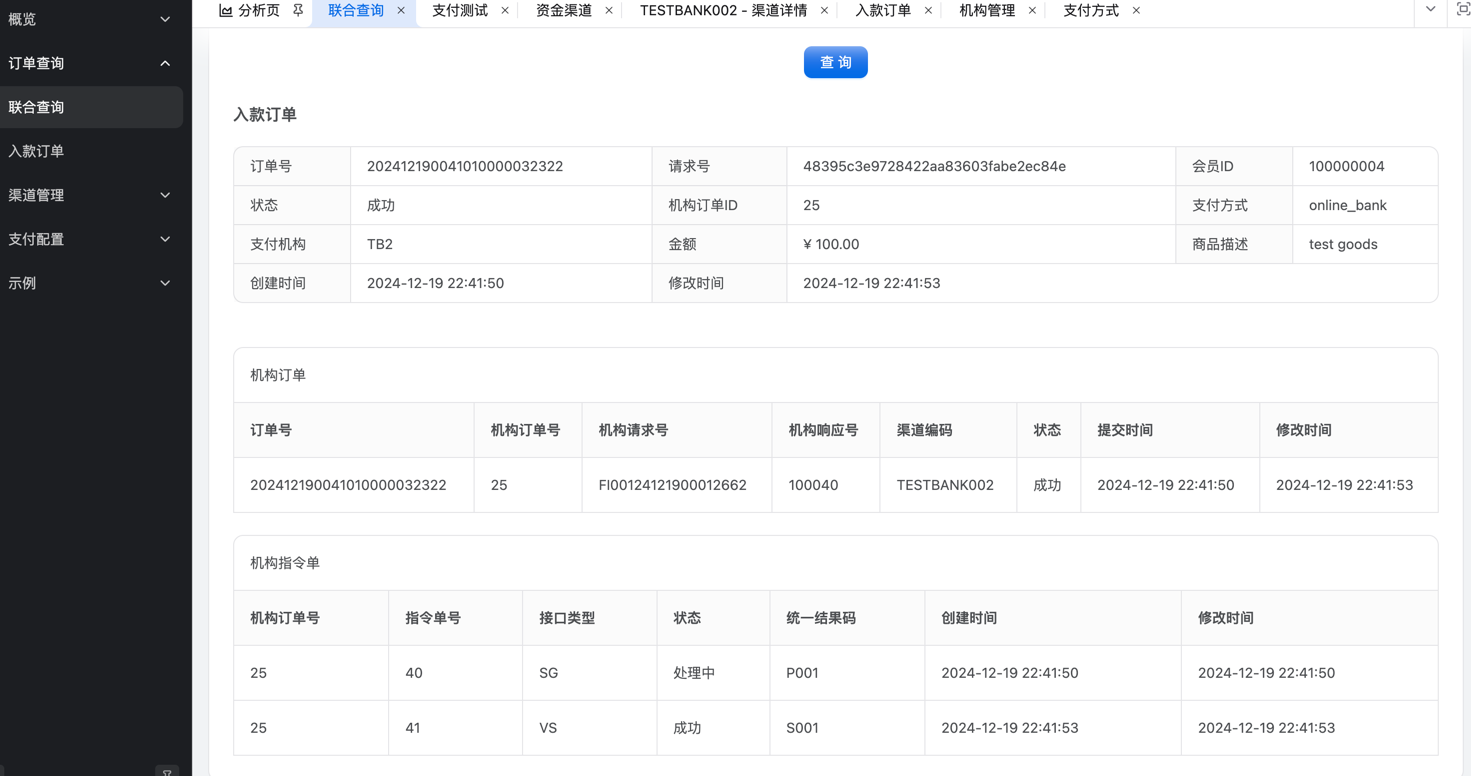 概览
订单查询
联合查询
入款订单
渠道管理
支付配置
示例
分析页 联合查询 支付测试 资金渠道 TESTBANK002 - 渠道详情 入款订单 机构管理 支付方式
查 询
入款订单
订单号 202412190041010000032322 请求号 48395c3e9728422aa83603fabe2ec84e 会员ID 100000004
状态 成功 机构订单ID 25 支付方式 online_bank
支付机构 TB2 金额 ¥ 100.00 商品描述 test goods
创建时间 2024-12-19 22:41:50 修改时间 2024-12-19 22:41:53
机构订单
订单号 机构订单号 机构请求号 机构响应号 渠道编码 状态 提交时间 修改时间
202412190041010000032322 25 FI00124121900012662 100040 TESTBANK002 成功 2024-12-19 22:41:50 2024-12-19 22:41:53
机构指令单
机构订单号 指令单号 接口类型 状态 统一结果码 创建时间 修改时间
25 40 SG 处理中 P001 2024-12-19 22:41:50 2024-12-19 22:41:50
25 41 VS 成功 S001 2024-12-19 22:41:53 2024-12-19 22:41:53